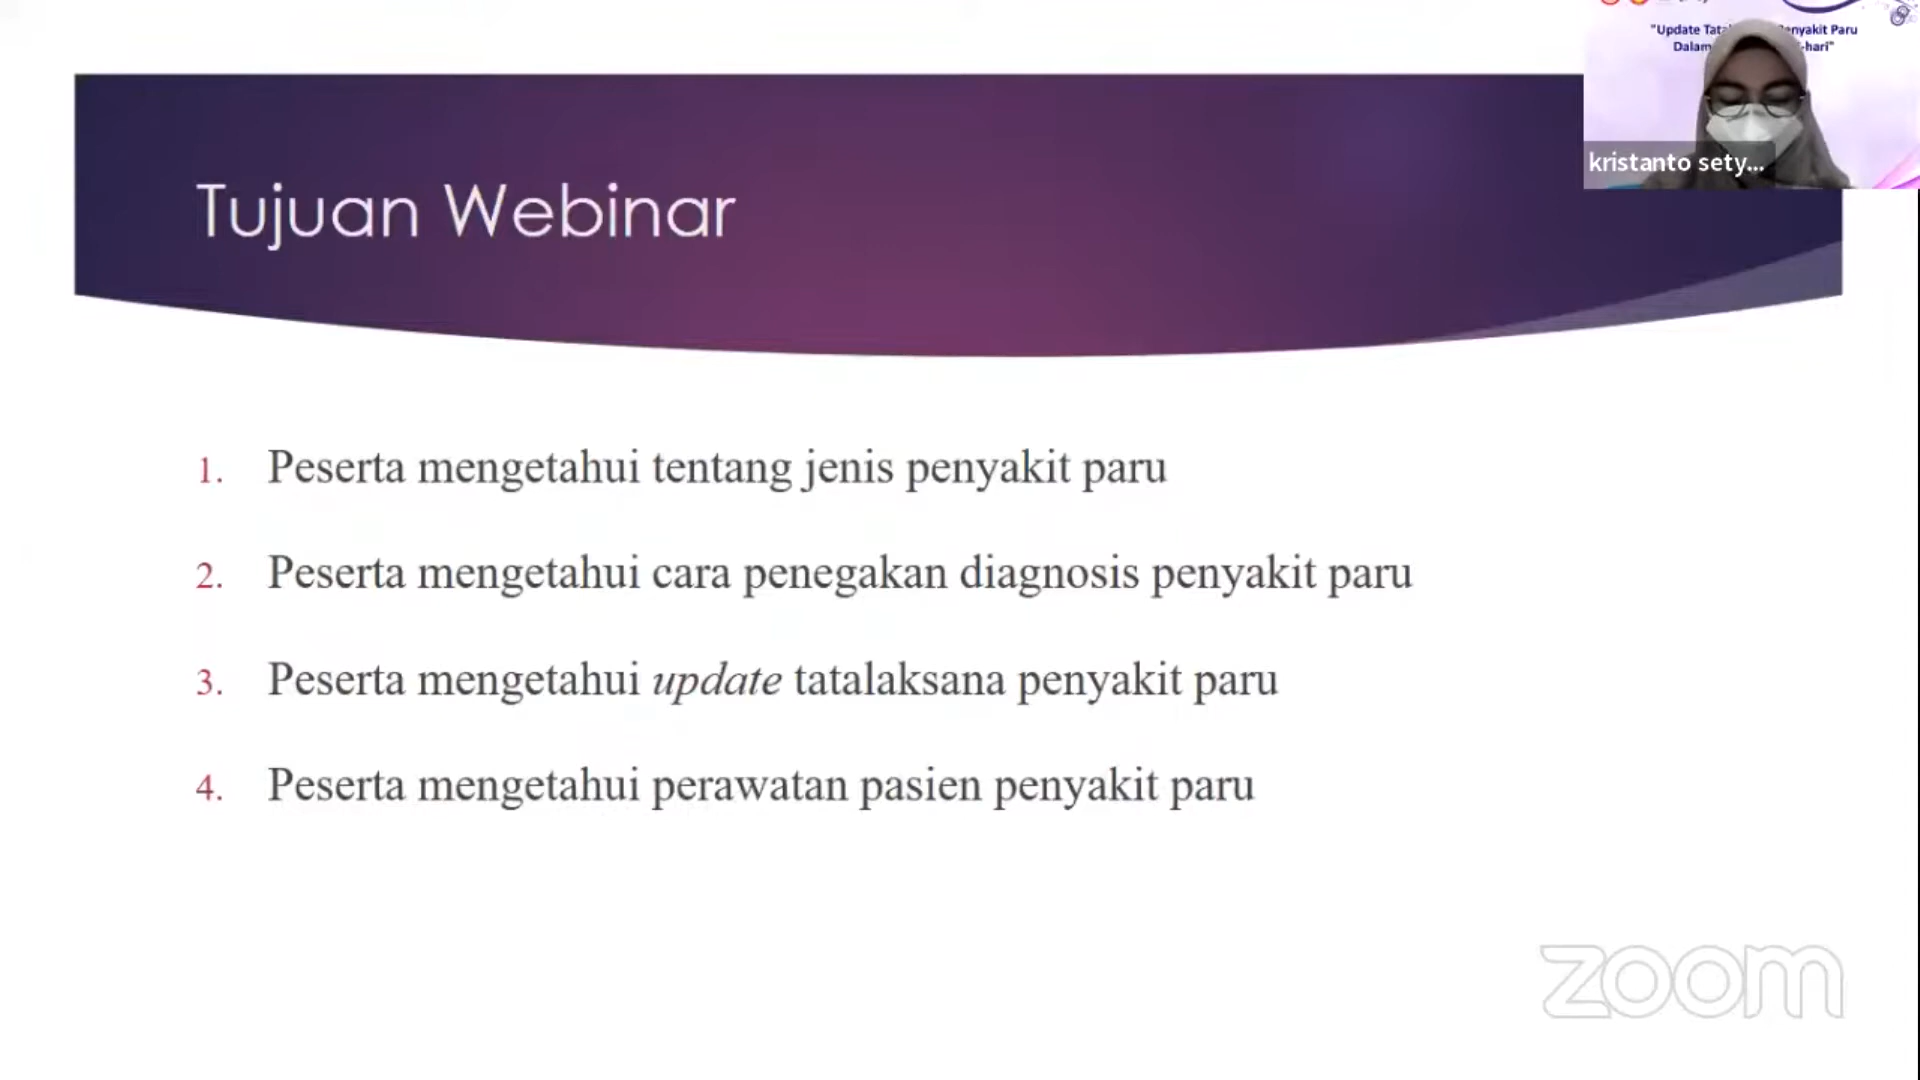 "Update Tata enyakit Paru
Dalam -hari"
kristanto sety...
Tujuan Webinar
1. Peserta mengetahui tentang jenis penyakit paru
2. Peserta mengetahui cara penegakan diagnosis penyakit paru
3. Peserta mengetahui update tatalaksana penyakit paru
4. Peserta mengetahui perawatan pasien penyakit paru
zoom